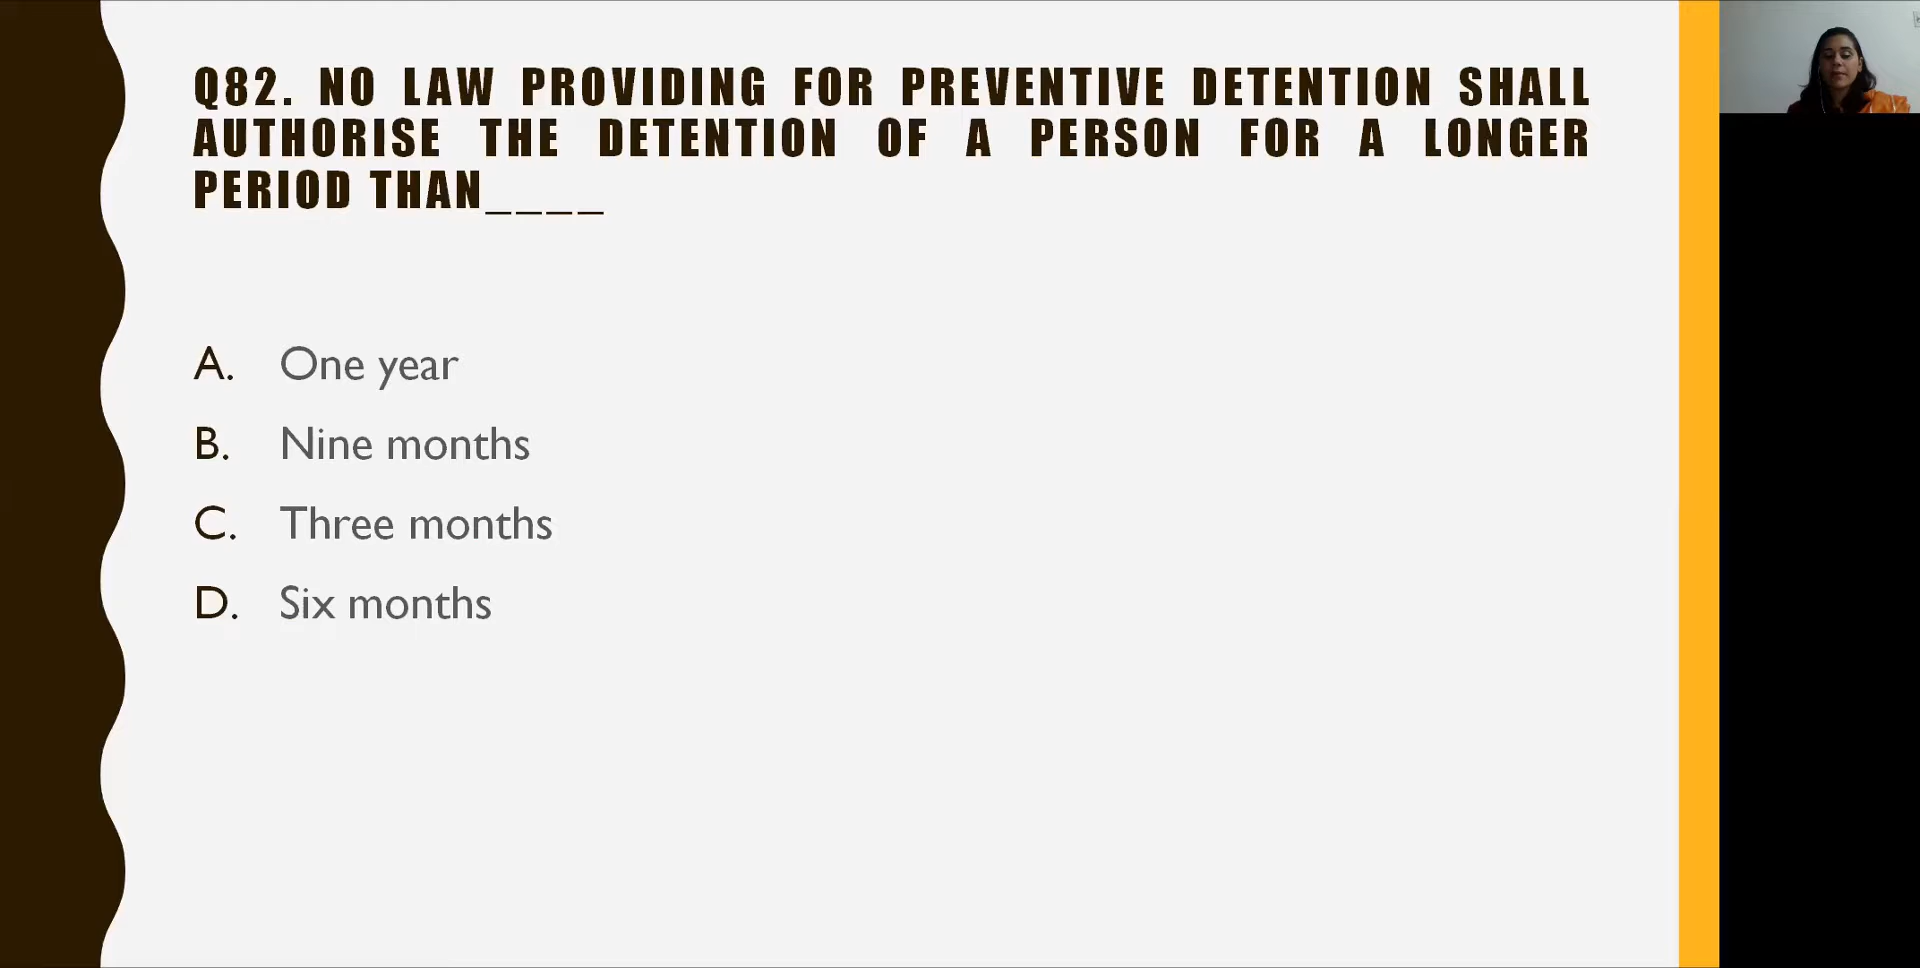 Q82. NO LAW PROVIDING FOR PREVENTIVE DETENTION SHALL
AUTHORISE THE DETENTION OF A PERSON FOR A LONGER
PERIOD THAN____
A. One year
B. Nine months
C. Three months
D. Six months